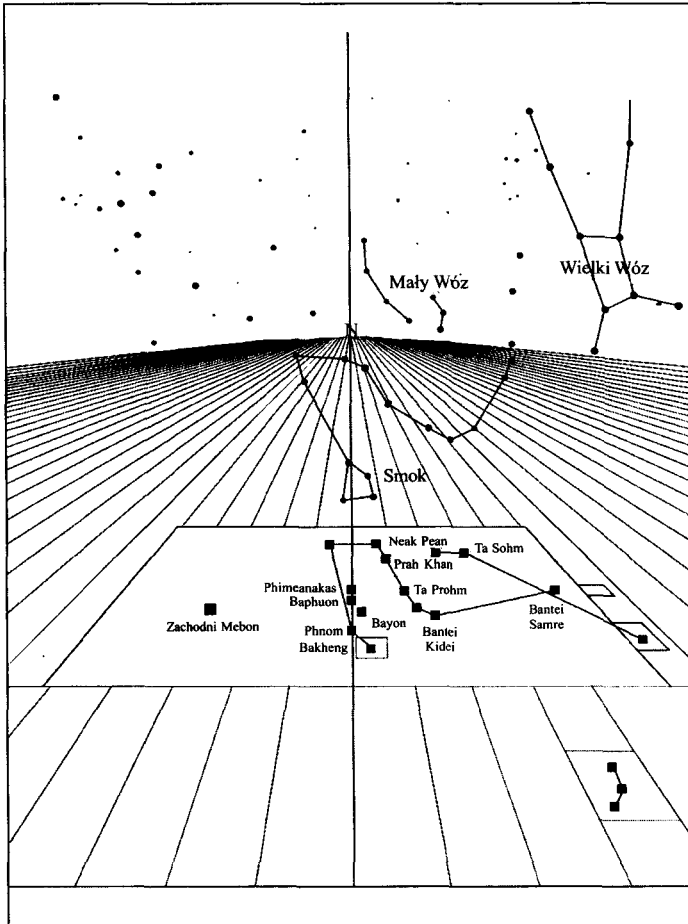 Wielki Wóz
Mały Wóz
N
Smok
Neak Pean
Ta Sohm
Prah Khan
Phimeanakas
Baphuon
Ta Prohm
Zachodni Mebon
Bayon
Phnom
Bakheng
Bantei
Kidei
Bantei
Samre